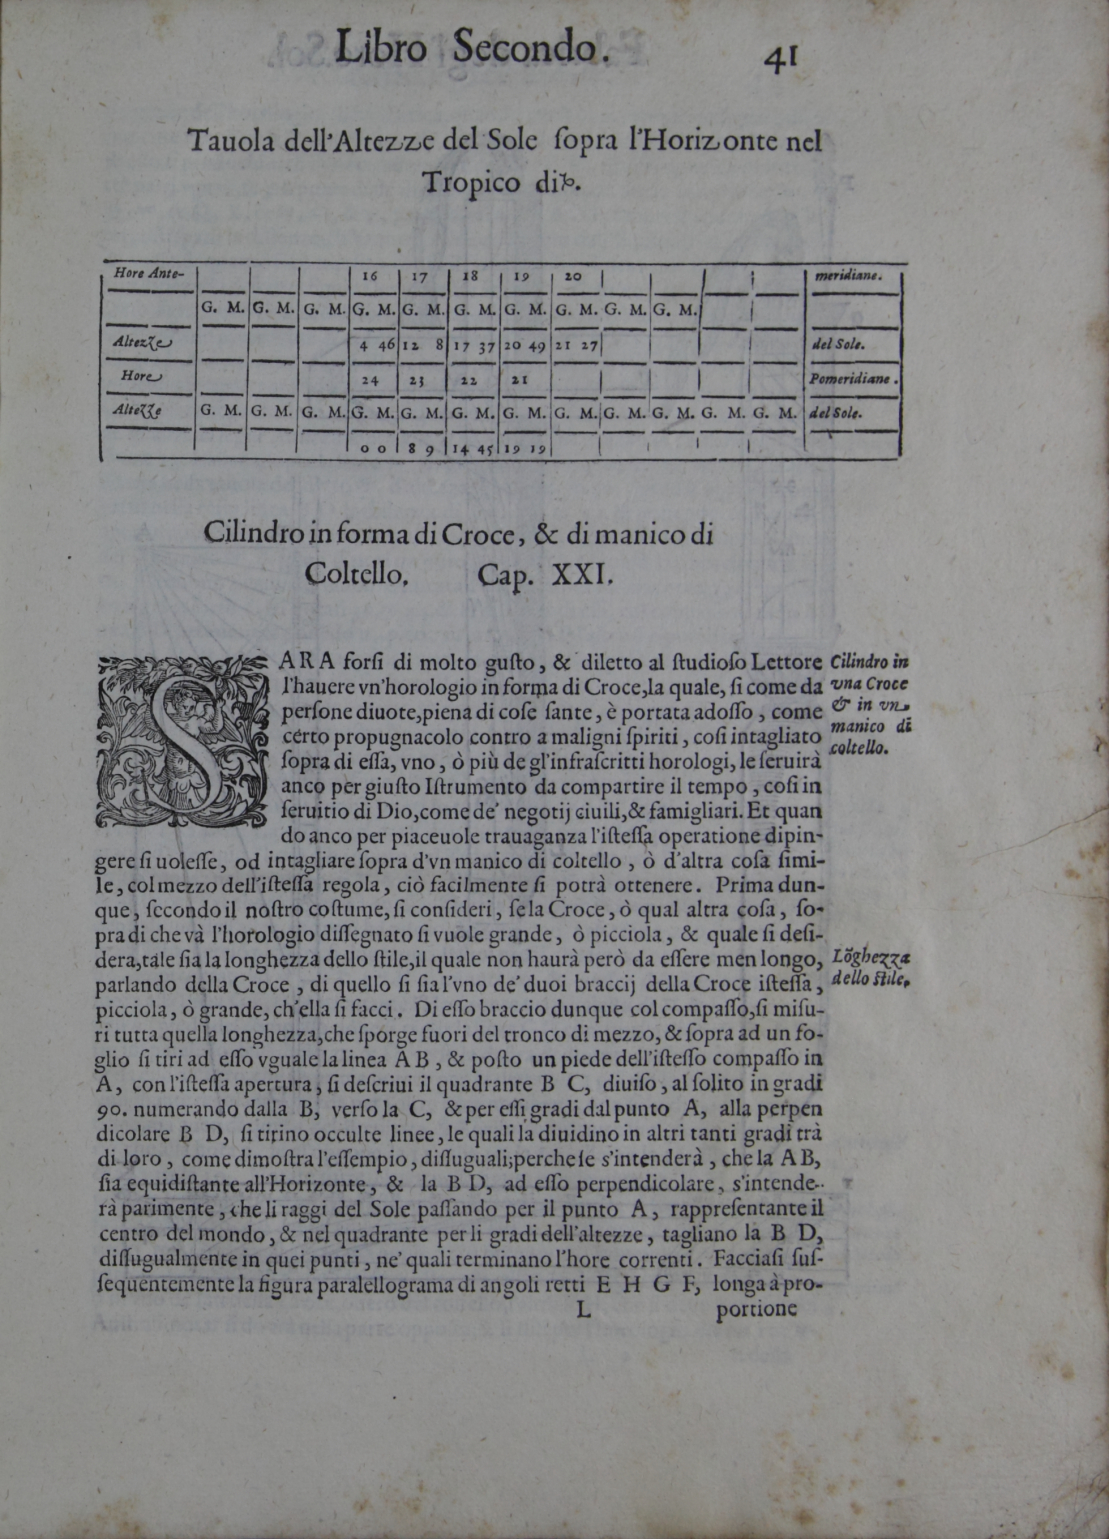 Libro Secondo. 41
Tauola dell'Altezze del Sole ſopra l'Horizonte nel
Tropico di ♑.
Hore Ante- 16 17 18 19 20 meridiane.
G. M. G. M. G. M. G. M. G. M. G. M. G. M. G. M. G. M. G. M.
Altezze 4 46 12 8 17 37 20 49 21 27 del Sole.
Hore 24 23 22 21 Pomeridiane.
Altezze G. M. G. M. G. M. G. M. G. M. G. M. G. M. G. M. G. M. G. M. G. M. G. M. del Sole.
0 0 8 9 14 45 19 19
Cilindro in forma di Croce, & di manico di
Coltello. Cap. XXI.
SARA forſi di molto guſto, & diletto al ſtudioſo Lettore
l'hauere vn'horologio in forma di Croce,la quale, ſi come da
perſone diuote,piena di coſe ſante, è portata adoſſo, come
certo propugnacolo contro a maligni ſpiriti, coſi intagliato
ſopra di eſſa, vno, ò più de gl'infraſcritti horologi, le ſeruirà
anco per giuſto Iſtrumento da compartire il tempo, coſi in
ſeruitio di Dio,come de' negotij ciuili,& famigliari. Et quan
do anco per piaceuole trauaganza l'iſteſſa operatione dipin-
gere ſi uoleſſe, od intagliare ſopra d'vn manico di coltello, ò d'altra coſa ſimi-
le, col mezzo dell'iſteſſa regola, ciò facilmente ſi potrà ottenere. Prima dun-
que, ſecondo il noſtro coſtume, ſi conſideri, ſe la Croce, ò qual altra coſa, ſo-
pra di che và l'horologio diſſegnato ſi vuole grande, ò picciola, & quale ſi deſi-
dera,tale ſia la longhezza dello ſtile,il quale non haurà però da eſſere men longo,
parlando della Croce, di quello ſi ſia l'vno de' duoi braccij della Croce iſteſſa,
picciola, ò grande, ch'ella ſi facci. Di eſſo braccio dunque col compaſſo,ſi miſu-
ri tutta quella longhezza,che ſporge fuori del tronco di mezzo, & ſopra ad un fo-
glio ſi tiri ad eſſo vguale la linea A B, & poſto un piede dell'iſteſſo compaſſo in
A, con l'iſteſſa apertura, ſi deſcriui il quadrante B C, diuiſo, al ſolito in gradi
90. numerando dalla B, verſo la C, & per eſſi gradi dal punto A, alla perpen
dicolare B D, ſi tirino occulte linee, le quali la diuidino in altri tanti gradi trà
di loro, come dimoſtra l'eſſempio, diſſuguali;perche ſe s'intenderà, che la A B,
ſia equidiſtante all'Horizonte, & la B D, ad eſſo perpendicolare, s'intende-
rà parimente, che li raggi del Sole paſſando per il punto A, rappreſentante il
centro del mondo, & nel quadrante per li gradi dell'altezze, tagliano la B D,
diſſugualmente in quei punti, ne' quali terminano l'hore correnti. Facciaſi ſuſ-
ſequentemente la figura paralellograma di angoli retti E H G F, longa à pro-
L portione
Cilindro in
vna Croce
& in vn
manico di
coltello.
Lõghezza
dello ſtile.